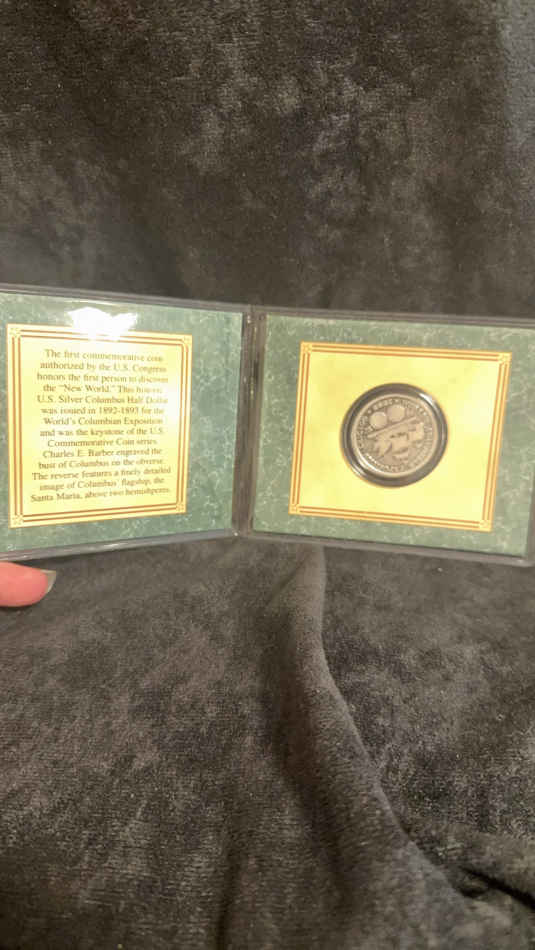 The first commemorative coin
authorized by the U.S. Congress
honors the first person to discover
the "New World." This historic
U.S. Silver Columbus Half Dollar
was issued in 1892-1893 for the
World's Columbian Exposition
and was the keystone of the U.S.
Commemorative Coin series.
Charles E. Barber engraved the
bust of Columbus on the obverse.
The reverse features a finely detailed
image of Columbus' flagship, the
Santa Maria, above two hemishperes.